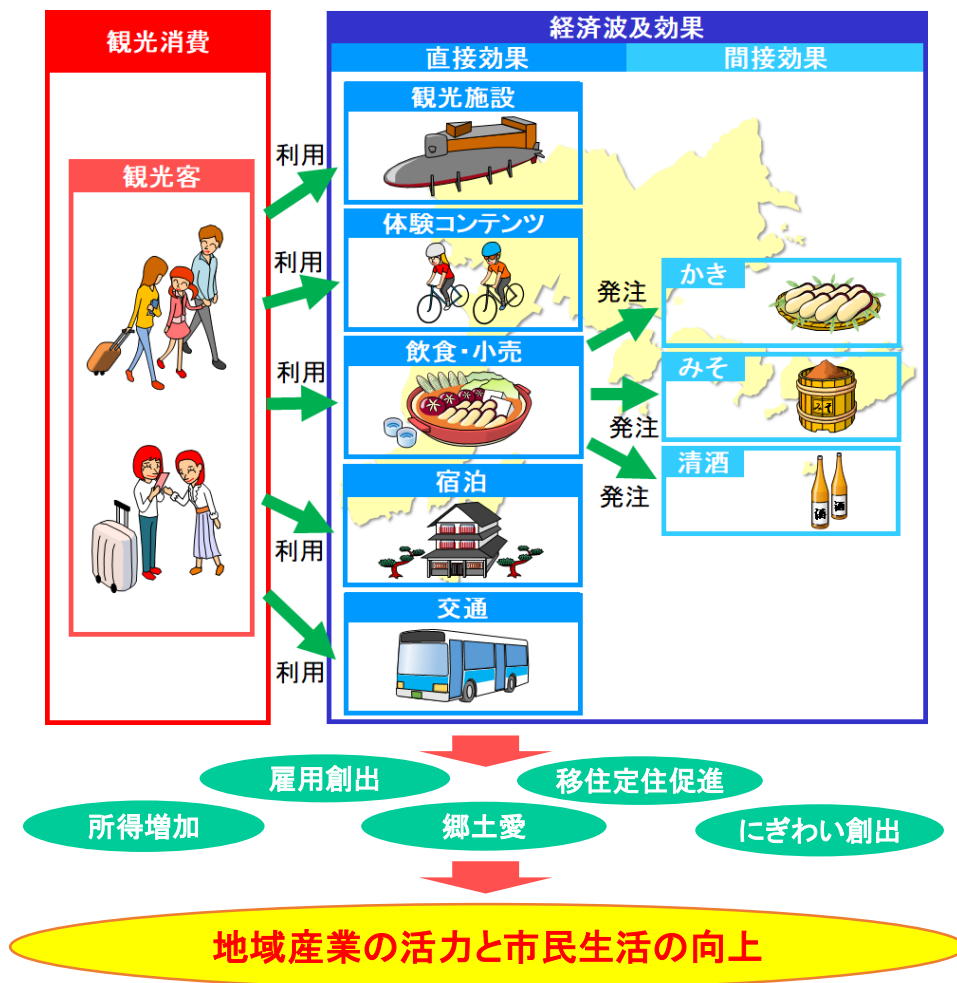 観光消費
経済波及効果
直接効果
間接効果
観光客
利用
観光施設
利用
体験コンテンツ
利用
飲食・小売
利用
宿泊
利用
交通
発注
かき
発注
みそ
みそ
発注
清酒
酒
酒
雇用創出
移住定住促進
所得増加
郷土愛
にぎわい創出
地域産業の活力と市民生活の向上